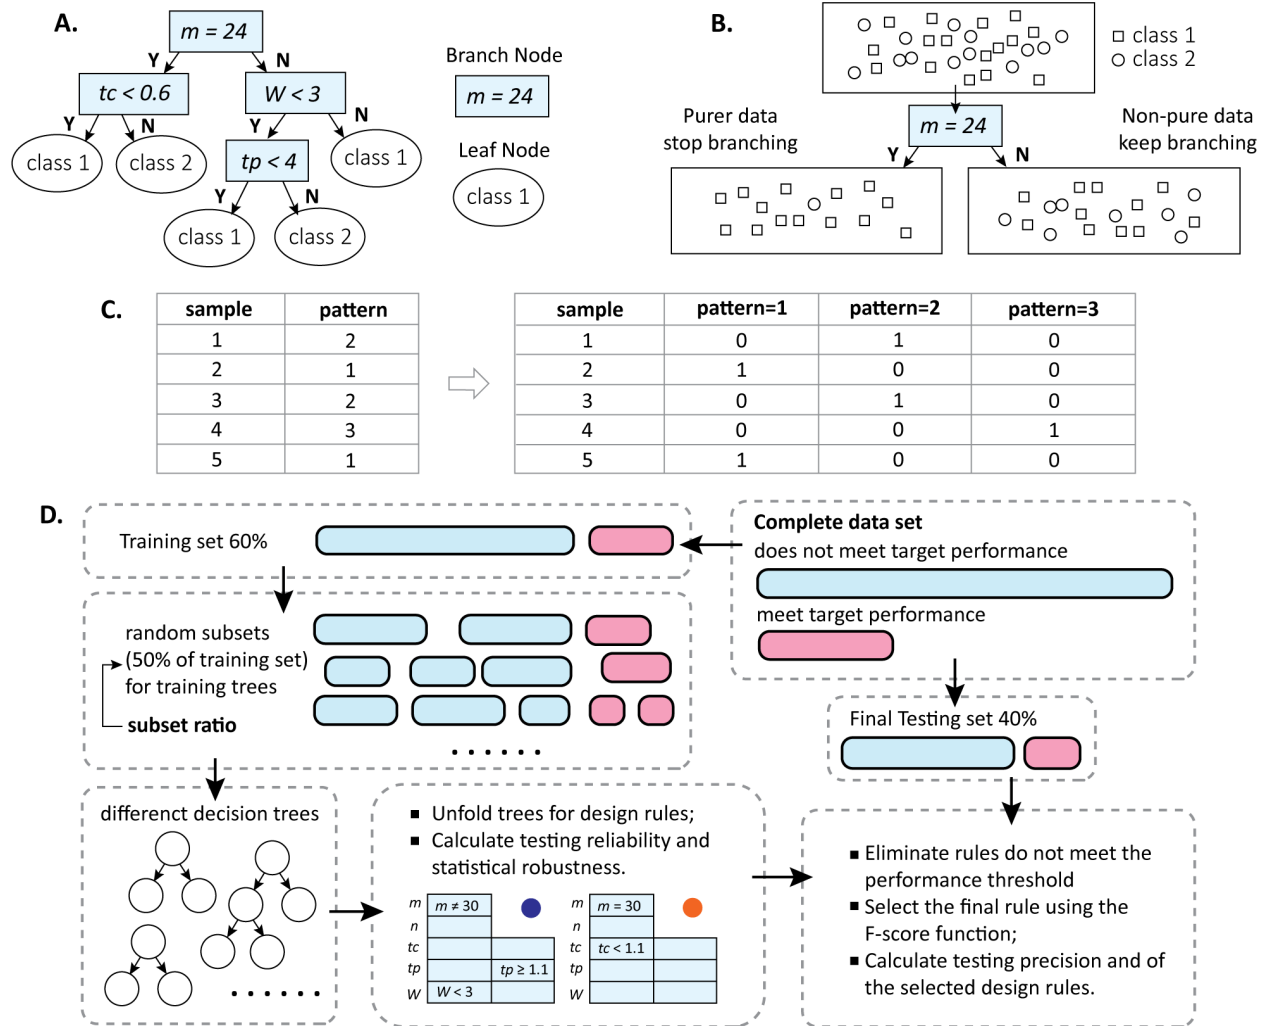 A.
m = 24
Y N
tc < 0.6 W < 3
Y N Y N
class 1 class 2 tp < 4 class 1
Y N
class 1 class 2
Branch Node
m = 24
Leaf Node
class 1
B.
class 1
class 2
Purer data
stop branching
m = 24
Non-pure data
keep branching
Y N
C.
sample pattern
1 2
2 1
3 2
4 3
5 1
sample pattern=1 pattern=2 pattern=3
1 0 1 0
2 1 0 0
3 0 1 0
4 0 0 1
5 1 0 0
D.
Training set 60%
Complete data set
does not meet target performance
meet target performance
random subsets
(50% of training set)
for training trees
subset ratio
......
Final Testing set 40%
differenct decision trees
......
■ Unfold trees for design rules;
■ Calculate testing reliability and
statistical robustness.
m m ≠ 30
n
tc
tp tp ≥ 1.1
W W < 3
m m = 30
n
tc tc < 1.1
tp
W
■ Eliminate rules do not meet the
performance threshold
■ Select the final rule using the
F-score function;
■ Calculate testing precision and of
the selected design rules.